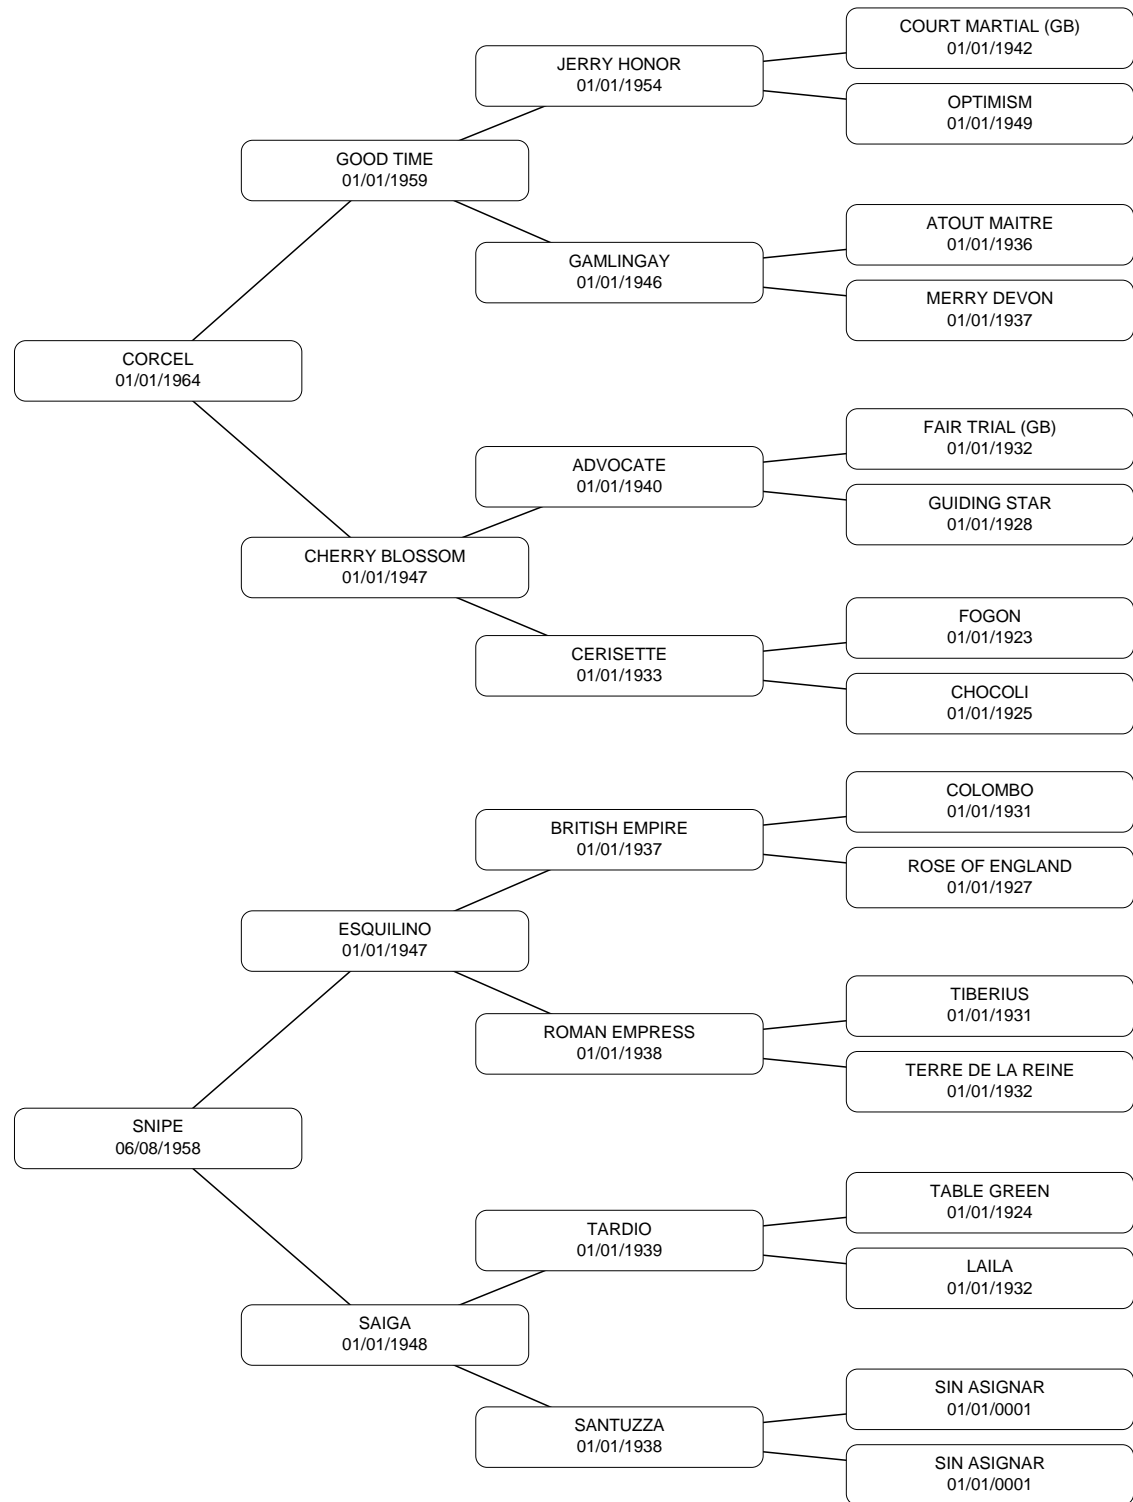 COURT MARTIAL (GB)
01/01/1942
JERRY HONOR
01/01/1954
OPTIMISM
01/01/1949
GOOD TIME
01/01/1959
ATOUT MAITRE
01/01/1936
GAMLINGAY
01/01/1946
MERRY DEVON
01/01/1937
CORCEL
01/01/1964
FAIR TRIAL (GB)
01/01/1932
ADVOCATE
01/01/1940
GUIDING STAR
01/01/1928
CHERRY BLOSSOM
01/01/1947
FOGON
01/01/1923
CERISETTE
01/01/1933
CHOCOLI
01/01/1925
COLOMBO
01/01/1931
BRITISH EMPIRE
01/01/1937
ROSE OF ENGLAND
01/01/1927
ESQUILINO
01/01/1947
TIBERIUS
01/01/1931
ROMAN EMPRESS
01/01/1938
TERRE DE LA REINE
01/01/1932
SNIPE
06/08/1958
TABLE GREEN
01/01/1924
TARDIO
01/01/1939
LAILA
01/01/1932
SAIGA
01/01/1948
SIN ASIGNAR
01/01/0001
SANTUZZA
01/01/1938
SIN ASIGNAR
01/01/0001